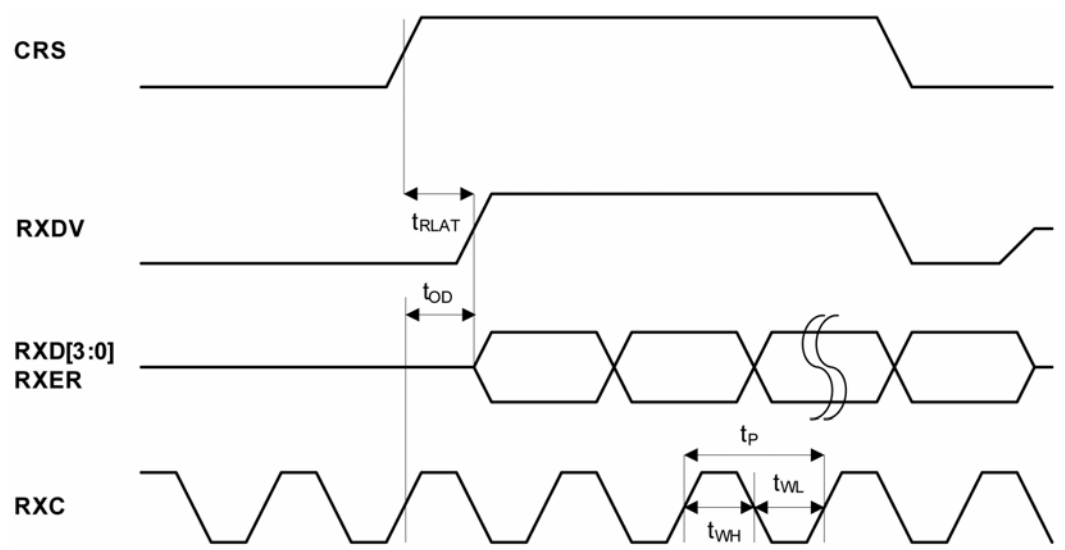 CRS
RXDV
tRLAT
tOD
RXD[3:0]
RXER
tP
tWL
RXC
tWH